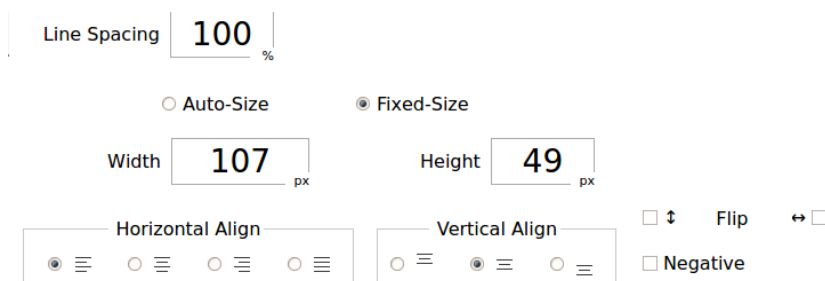 Line Spacing 100 %
Auto-Size Fixed-Size
Width 107 px Height 49 px
↕ Flip ↔
Horizontal Align Vertical Align
Negative